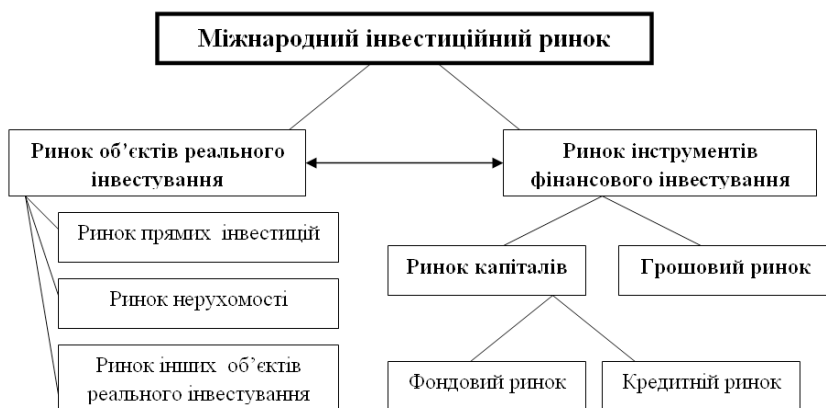 Міжнародний інвестиційний ринок
Ринок об’єктів реального
інвестування
Ринок інструментів
фінансового інвестування
Ринок прямих інвестицій
Ринок нерухомості
Ринок інших об’єктів
реального інвестування
Ринок капіталів
Грошовий ринок
Фондовий ринок
Кредитній ринок